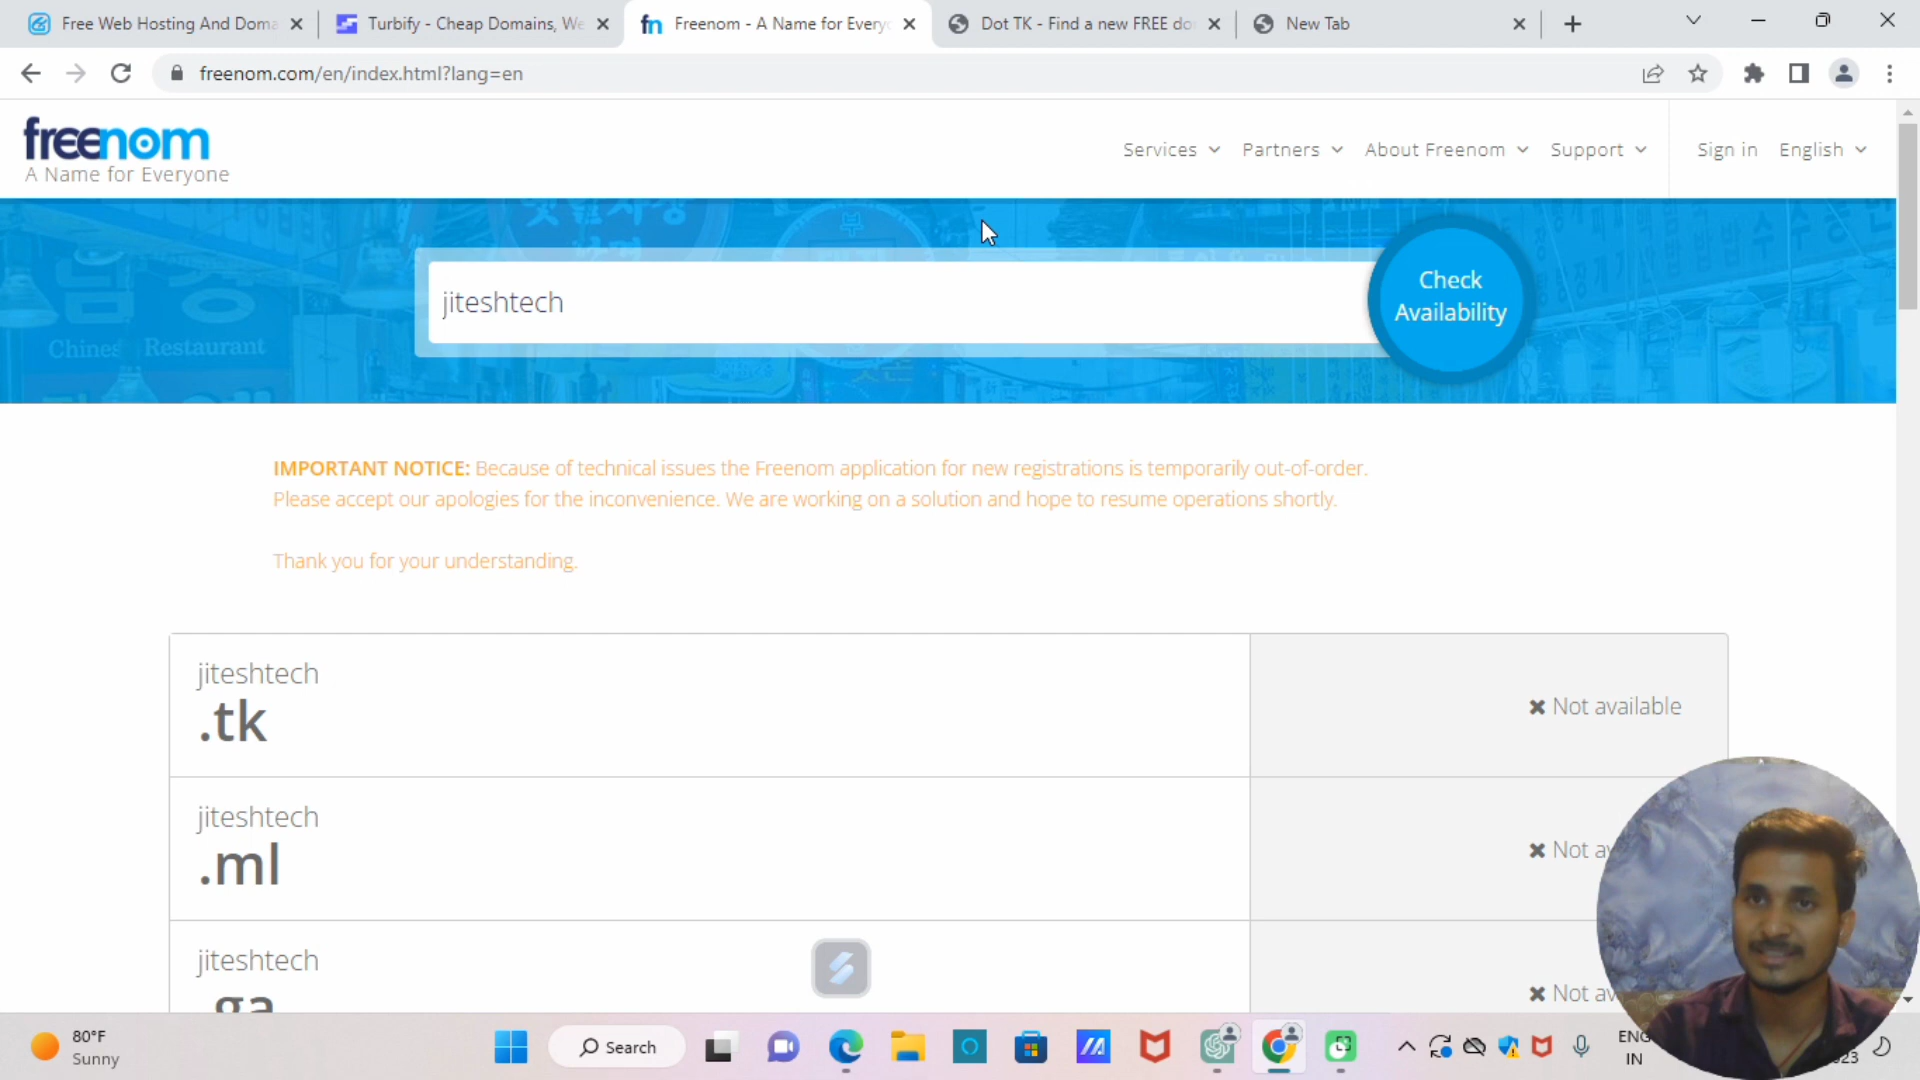 Free Web Hosting And Doma
Turbify - Cheap Domains, We
fn Freenom - A Name for Every
Dot TK - Find a new FREE do
New Tab
freenom.com/en/index.html?lang=en
freenom
A Name for Everyone
Services
Partners
About Freenom
Support
Sign in
English
Chines Restaurant
jiteshtech
Check
Availability
IMPORTANT NOTICE: Because of technical issues the Freenom application for new registrations is temporarily out-of-order.
Please accept our apologies for the inconvenience. We are working on a solution and hope to resume operations shortly.
Thank you for your understanding.
jiteshtech
.tk
Not available
jiteshtech
.ml
Not av
jiteshtech
.ga
Not av
80°F
Sunny
Search
ENG
IN
23